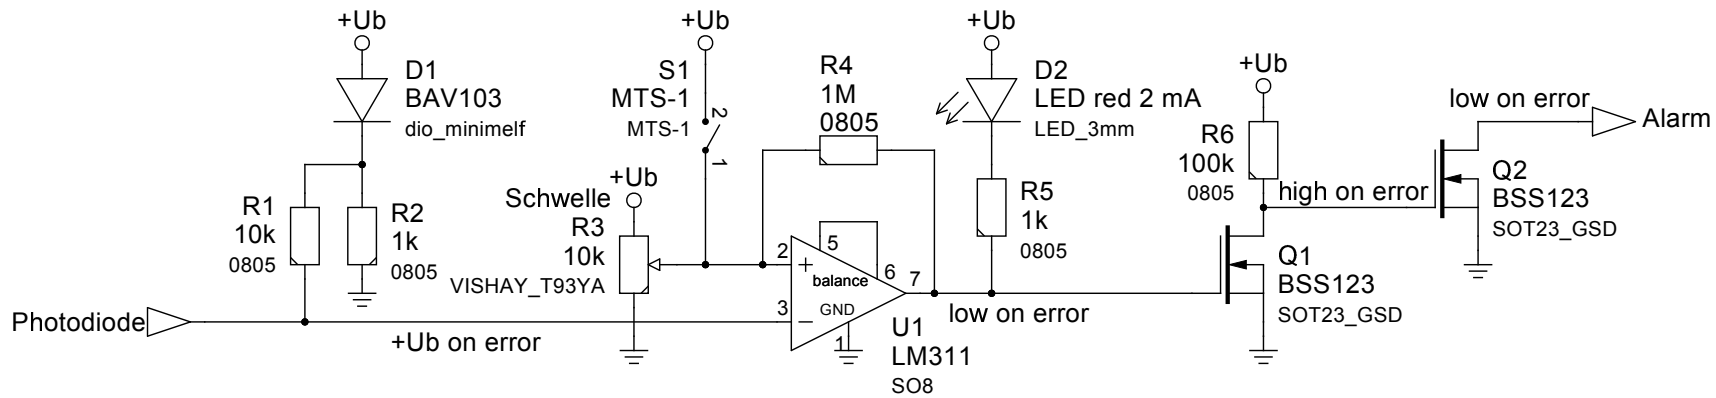 +Ub
D1
BAV103
dio_minimelf
R1
10k
0805
R2
1k
0805
Photodiode
+Ub on error
+Ub
S1
MTS-1
MTS-1
2
1
+Ub
Schwelle
R3
10k
VISHAY_T93YA
R4
1M
0805
2
+
3
−
5
6
balance
7
GND
1
U1
LM311
SO8
+Ub
D2
LED red 2 mA
LED_3mm
R5
1k
0805
low on error
+Ub
R6
100k
0805
high on error
Q1
BSS123
SOT23_GSD
low on error
Alarm
Q2
BSS123
SOT23_GSD